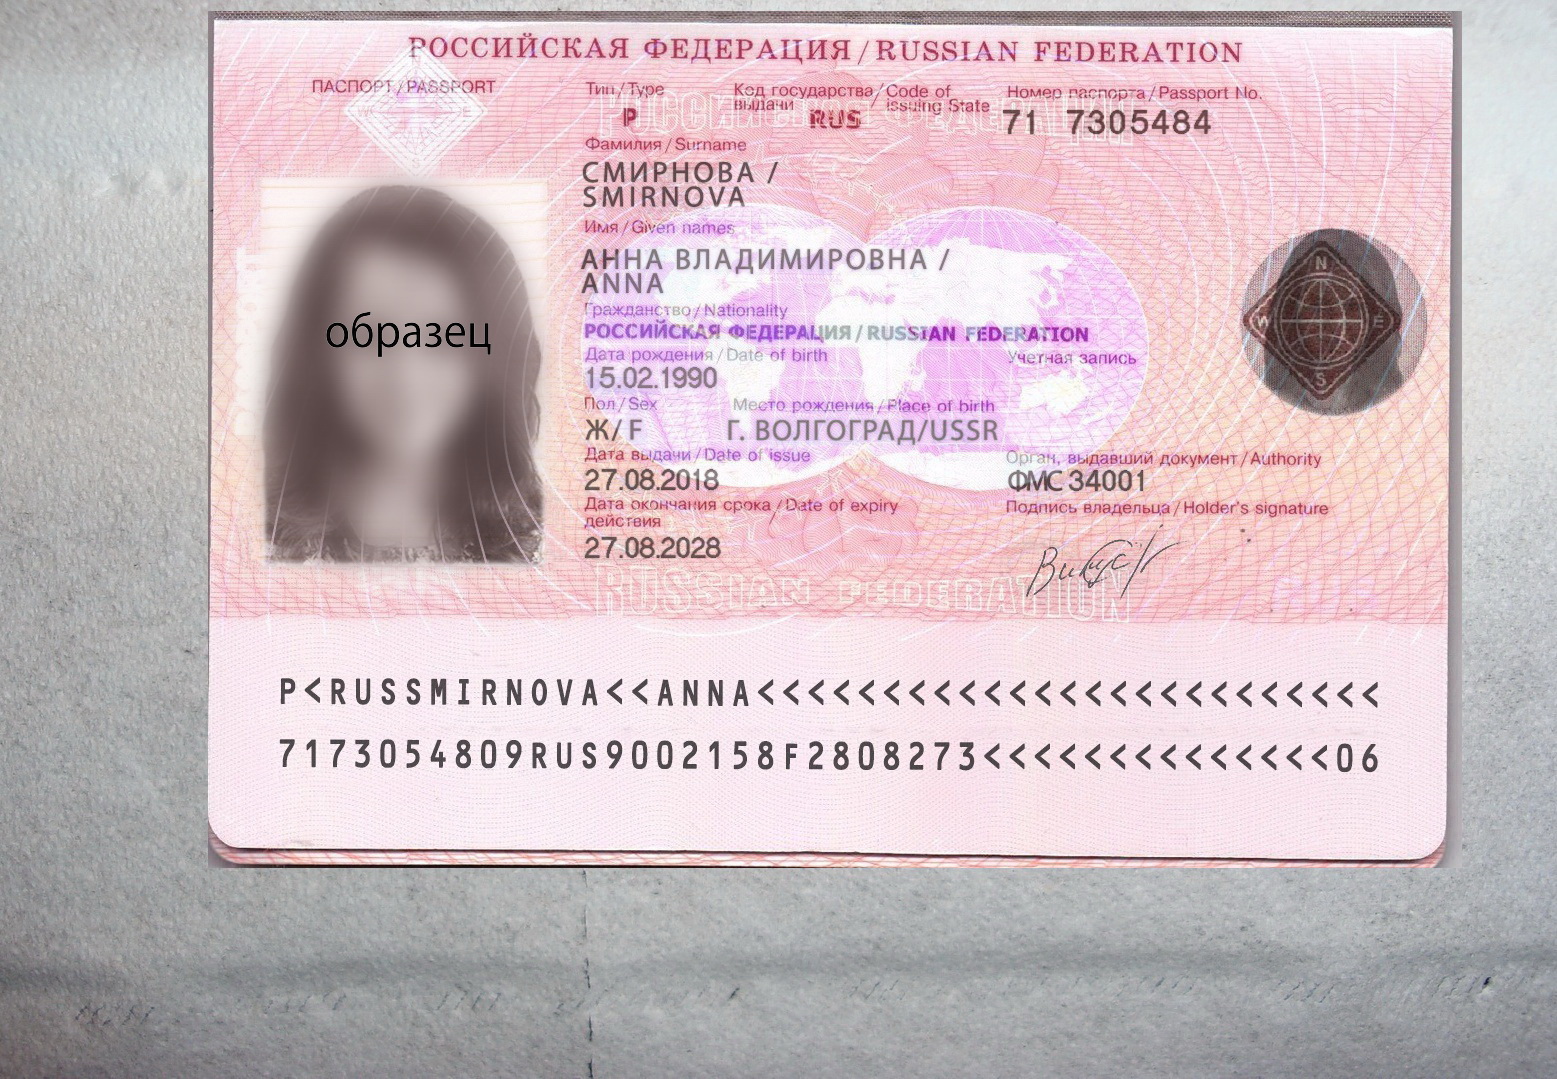 РОССИЙСКАЯ ФЕДЕРАЦИЯ / RUSSIAN FEDERATION
ПАСПОРТ / PASSPORT
Тип / Type
Код государства / Code of
выдачи issuing State
Номер паспорта / Passport No.
P
RUS
71 7305484
Фамилия / Surname
СМИРНОВА /
SMIRNOVA
Имя / Given names
АННА ВЛАДИМИРОВНА /
ANNA
Гражданство / Nationality
РОССИЙСКАЯ ФЕДЕРАЦИЯ / RUSSIAN FEDERATION
Дата рождения / Date of birth
Учетная запись
15.02.1990
Пол / Sex
Место рождения / Place of birth
Ж/ F
Г. ВОЛГОГРАД/USSR
Дата выдачи / Date of issue
Орган, выдавший документ / Authority
27.08.2018
ФМС 34001
Дата окончания срока / Date of expiry
действия
Подпись владельца / Holder's signature
27.08.2028
образец
N
W E
S
RUSSIAN FEDERATION
P<RUSSMIRNOVA<<ANNA<<<<<<<<<<<<<<<<<<<<<<<<<
7173054809RUS9002158F2808273<<<<<<<<<<<<<<06